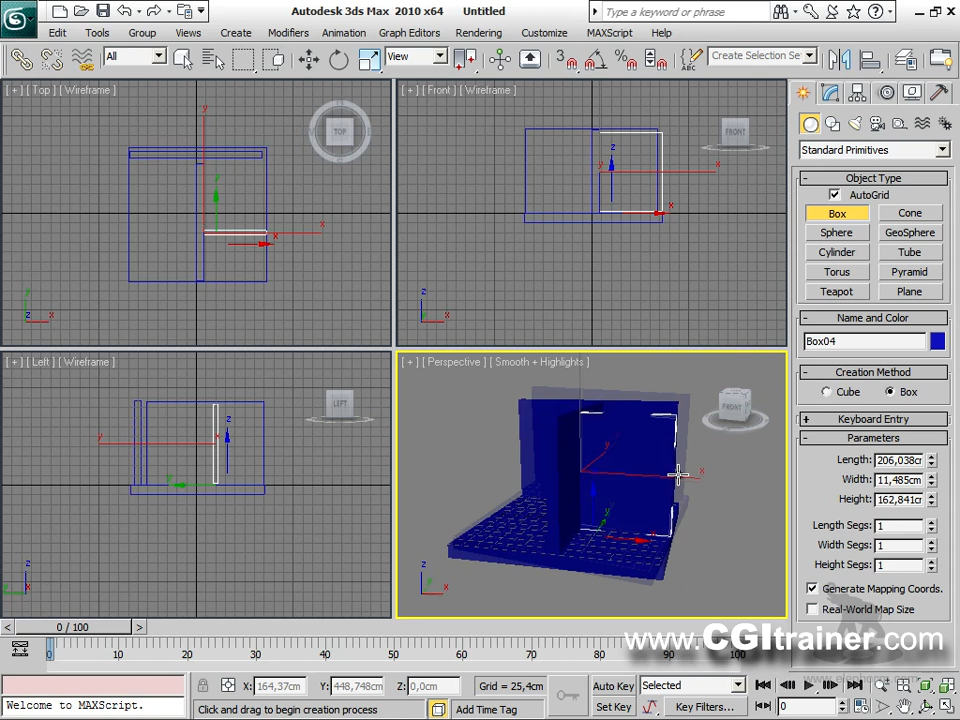 Autodesk 3ds Max 2010 x64 Untitled
Type a keyword or phrase
Edit Tools Group Views Create Modifiers Animation Graph Editors Rendering Customize MAXScript Help
All
View
3
Create Selection Se
[ + ] [ Top ] [ Wireframe ]
TOP
y
x
y
x
z
x
[ + ] [ Front ] [ Wireframe ]
FRONT
z
y
x
x
z
x
[ + ] [ Left ] [ Wireframe ]
LEFT
z
y
z
[ + ] [ Perspective ] [ Smooth + Highlights ]
FRONT
y
x
y
z
x
Standard Primitives
- Object Type
AutoGrid
Box Cone
Sphere GeoSphere
Cylinder Tube
Torus Pyramid
Teapot Plane
- Name and Color
Box04
- Creation Method
Cube Box
+ Keyboard Entry
- Parameters
Length: 206,038cr
Width: 11,485cm
Height: 162,841cr
Length Segs: 1
Width Segs: 1
Height Segs: 1
Generate Mapping Coords.
Real-World Map Size
< 0 / 100 >
0 10 20 30 40 50 60 70 80 90 100
www.CGItrainer.com
Welcome to MAXScript.
X: 164,37cm Y: 448,748cm Z: 0,0cm Grid = 25,4cm
Click and drag to begin creation process
Add Time Tag
Auto Key Selected
Set Key Key Filters...
0